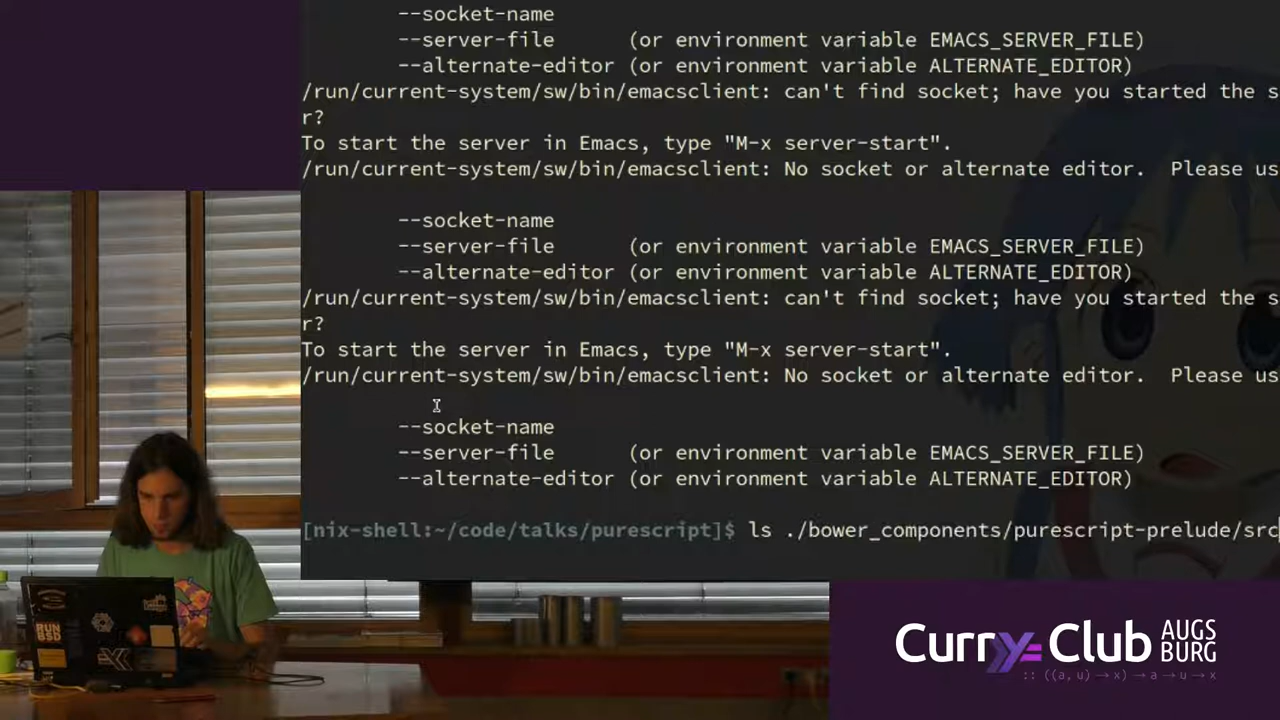 --socket-name
--server-file (or environment variable EMACS_SERVER_FILE)
--alternate-editor (or environment variable ALTERNATE_EDITOR)
/run/current-system/sw/bin/emacsclient: can't find socket; have you started the s
r?
To start the server in Emacs, type "M-x server-start".
/run/current-system/sw/bin/emacsclient: No socket or alternate editor. Please us
--socket-name
--server-file (or environment variable EMACS_SERVER_FILE)
--alternate-editor (or environment variable ALTERNATE_EDITOR)
/run/current-system/sw/bin/emacsclient: can't find socket; have you started the s
r?
To start the server in Emacs, type "M-x server-start".
/run/current-system/sw/bin/emacsclient: No socket or alternate editor. Please us
--socket-name
--server-file (or environment variable EMACS_SERVER_FILE)
--alternate-editor (or environment variable ALTERNATE_EDITOR)
[nix-shell:~/code/talks/purescript]$ ls ./bower_components/purescript-prelude/src
RUN
BSD
Curry Club AUGS
BURG
:: ((a, u) → x) → a → u → x